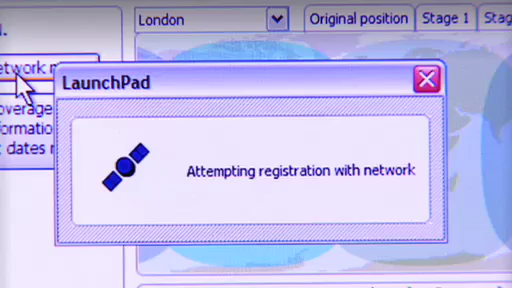 London
Original position
Stage 1
LaunchPad
Attempting registration with network